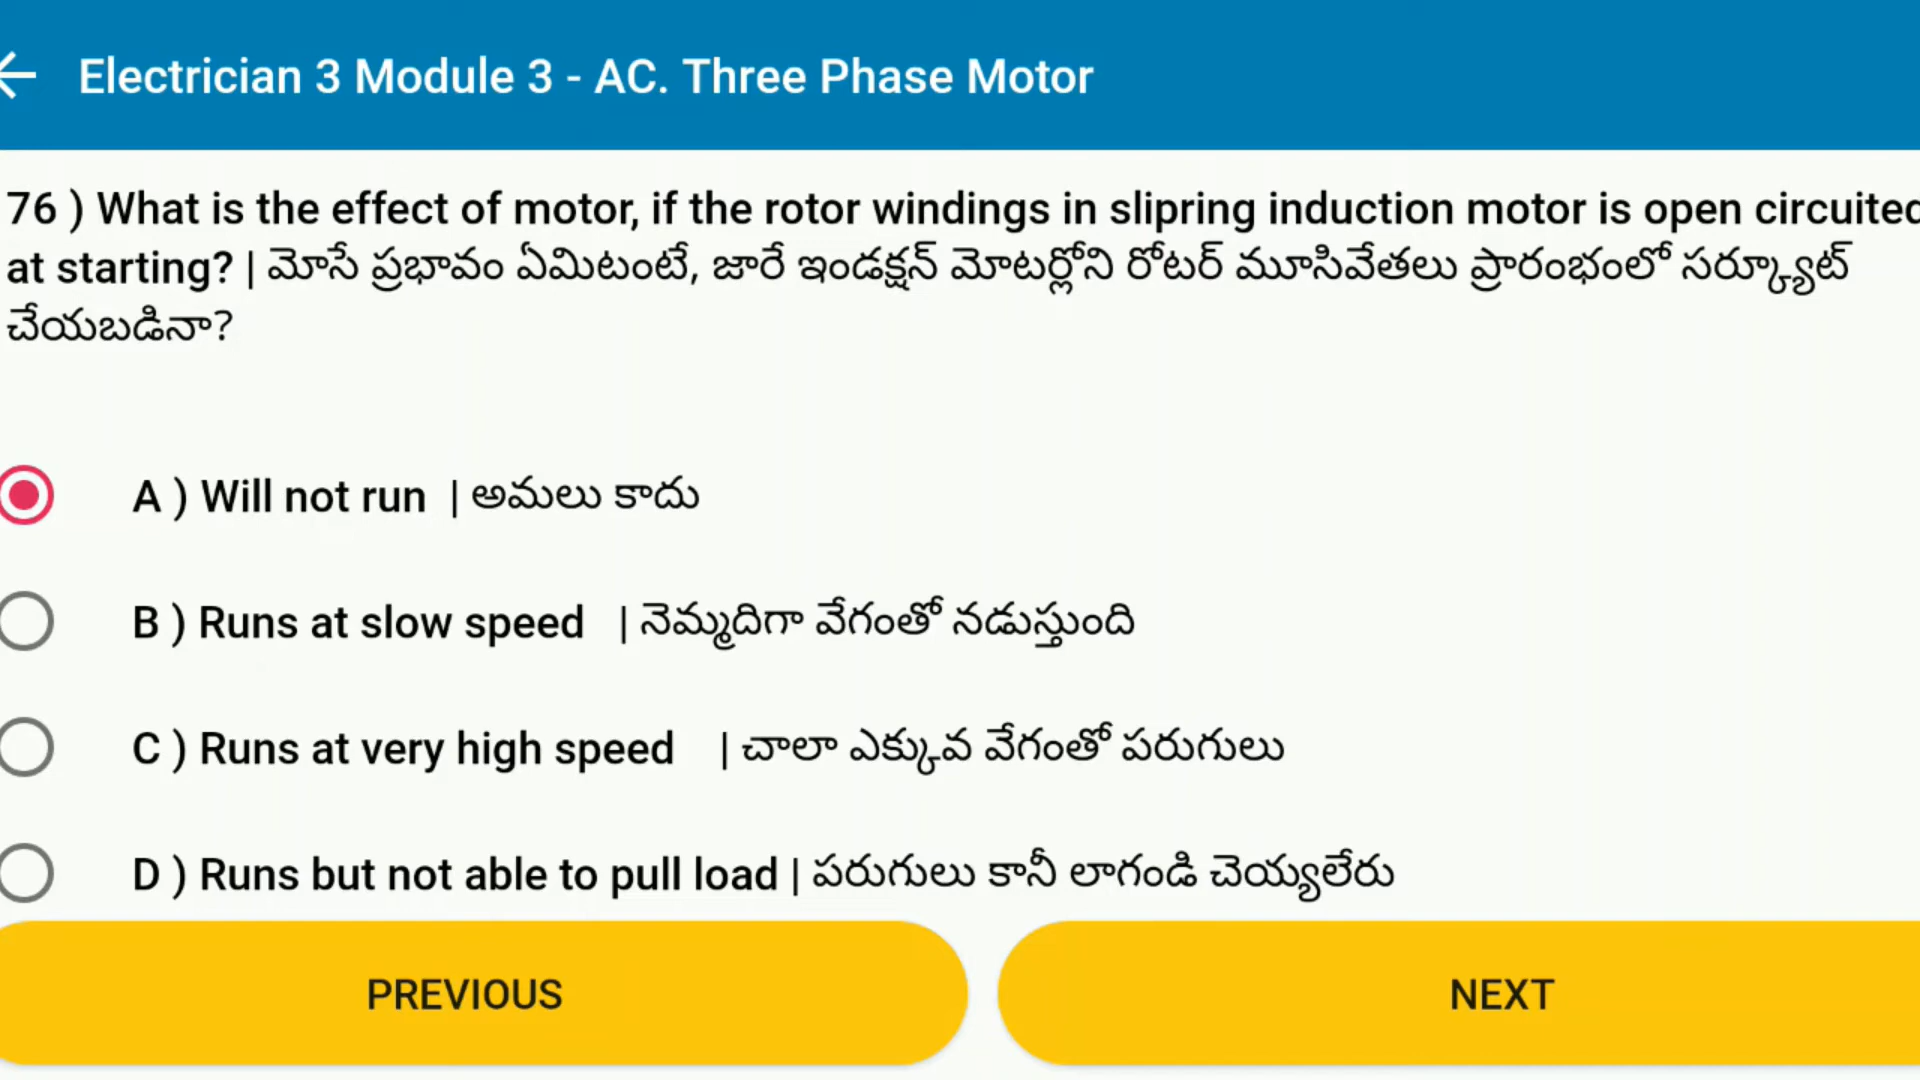 Electrician 3 Module 3 - AC. Three Phase Motor
76 ) What is the effect of motor, if the rotor windings in slipring induction motor is open circuited
at starting? | మోసే ప్రభావం ఏమిటంటే, జారే ఇండక్షన్ మోటర్లోని రోటర్ మూసివేతలు ప్రారంభంలో సర్క్యూట్
చేయబడినా?
A ) Will not run | అమలు కాదు
B ) Runs at slow speed | నెమ్మదిగా వేగంతో నడుస్తుంది
C ) Runs at very high speed | చాలా ఎక్కువ వేగంతో పరుగులు
D ) Runs but not able to pull load | పరుగులు కానీ లాగండి చెయ్యలేరు
PREVIOUS
NEXT